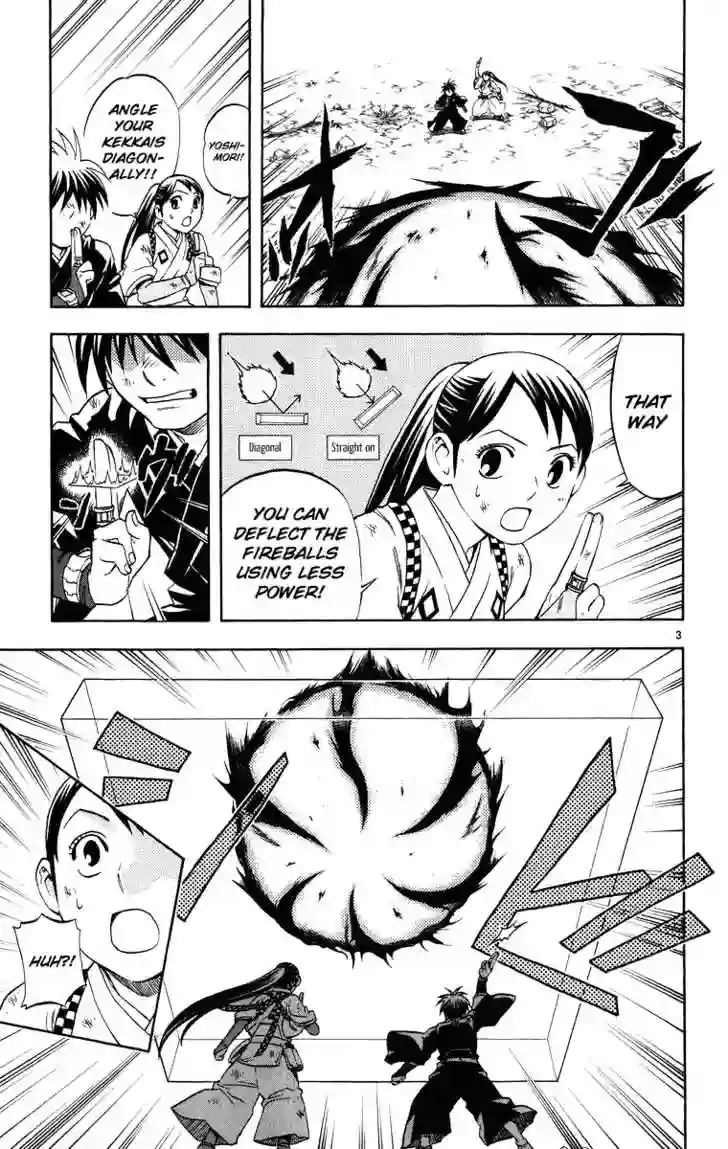 YOSHI-
MORI!
ANGLE
YOUR
KEKKAIS
DIAGON-
ALLY!!
THAT
WAY
Diagonal
Straight on
YOU CAN
DEFLECT THE
FIREBALLS
USING LESS
POWER!
3
HUH?!